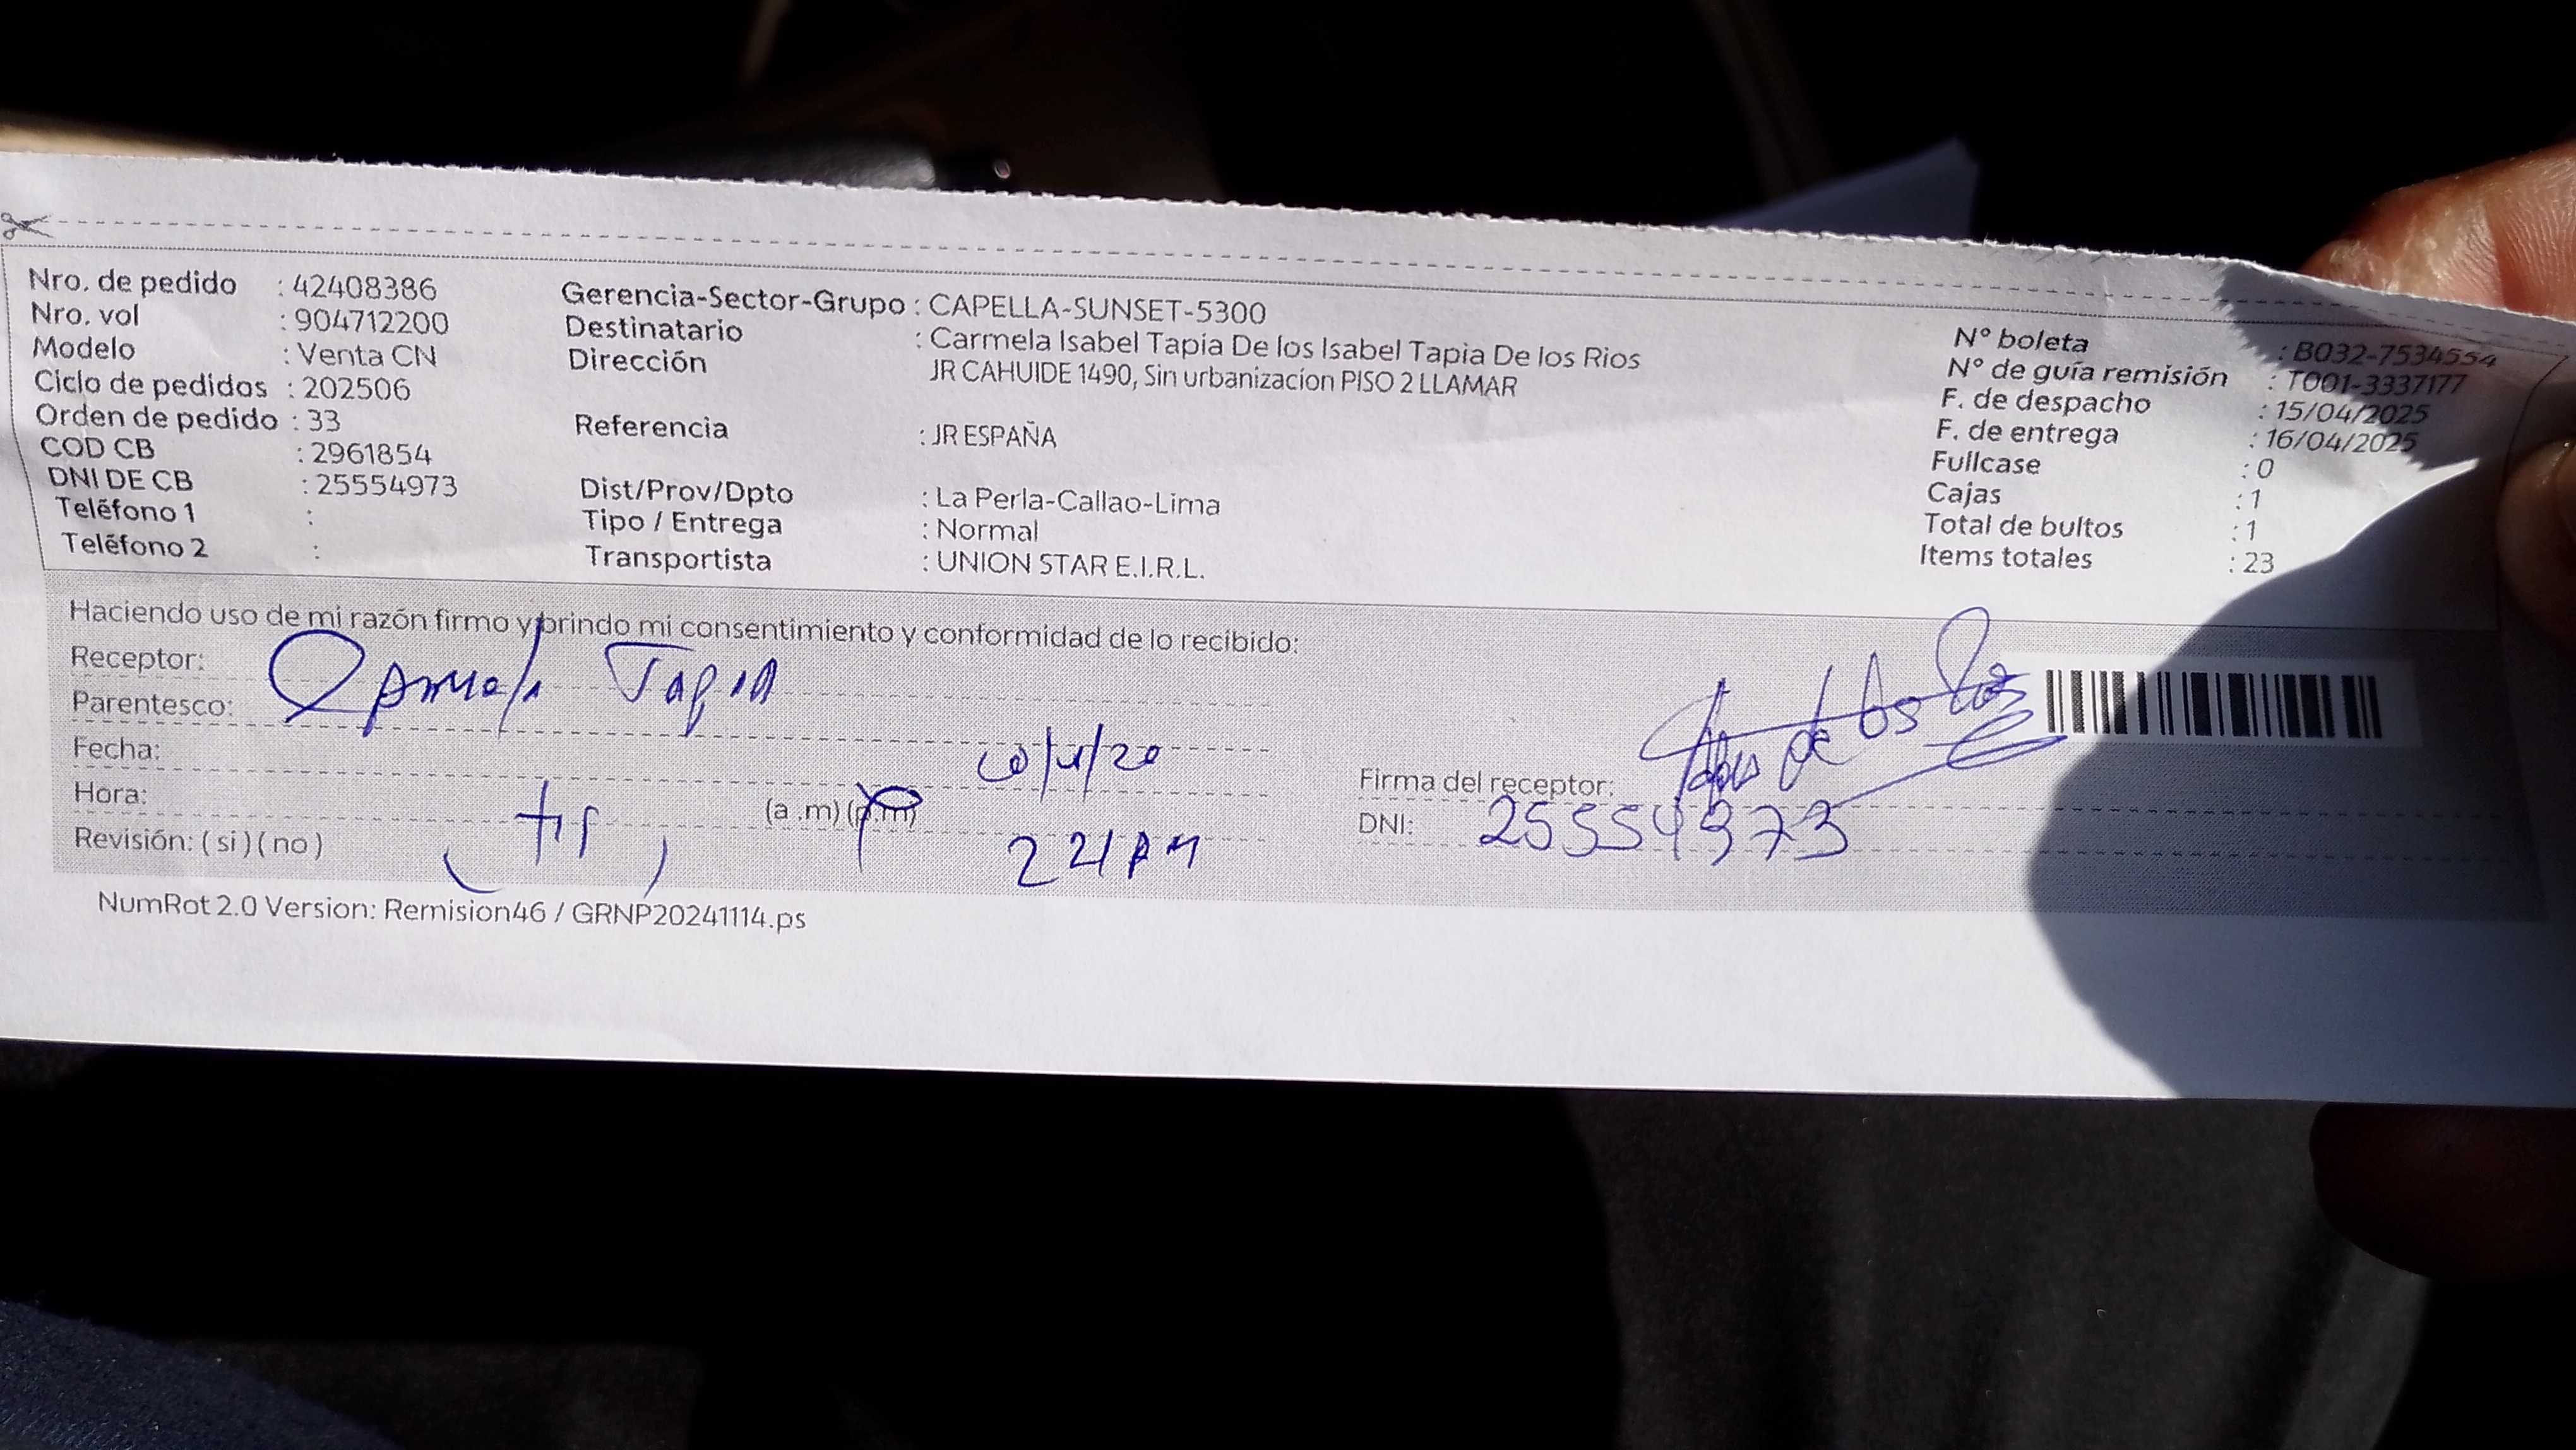 Nro. de pedido : 42408386
Nro. vol : 904712200
Modelo : Venta CN
Ciclo de pedidos : 202506
Orden de pedido : 33
COD CB : 2961854
DNI DE CB : 25554973
Teléfono 1 :
Teléfono 2 :
Gerencia-Sector-Grupo : CAPELLA-SUNSET-5300
Destinatario : Carmela Isabel Tapia De los Isabel Tapia De los Rios
Dirección JR CAHUIDE 1490, Sin urbanizacion PISO 2 LLAMAR
Referencia : JR ESPAÑA
Dist/Prov/Dpto : La Perla-Callao-Lima
Tipo / Entrega : Normal
Transportista : UNION STAR E.I.R.L.
N° boleta : B032-7534554
N° de guía remisión : T001-3337177
F. de despacho : 15/04/2025
F. de entrega : 16/04/2025
Fullcase : 0
Cajas : 1
Total de bultos : 1
Items totales : 23
Haciendo uso de mi razón firmo y brindo mi consentimiento y conformidad de lo recibido:
Receptor: Carmela Tapia
Parentesco:
Fecha:
Hora: (a .m) (p.m)
Revisión: ( si ) ( no )
Firma del receptor: Tapia de los Rios
DNI: 25554973
NumRot 2.0 Version: Remision46 / GRNP20241114.ps